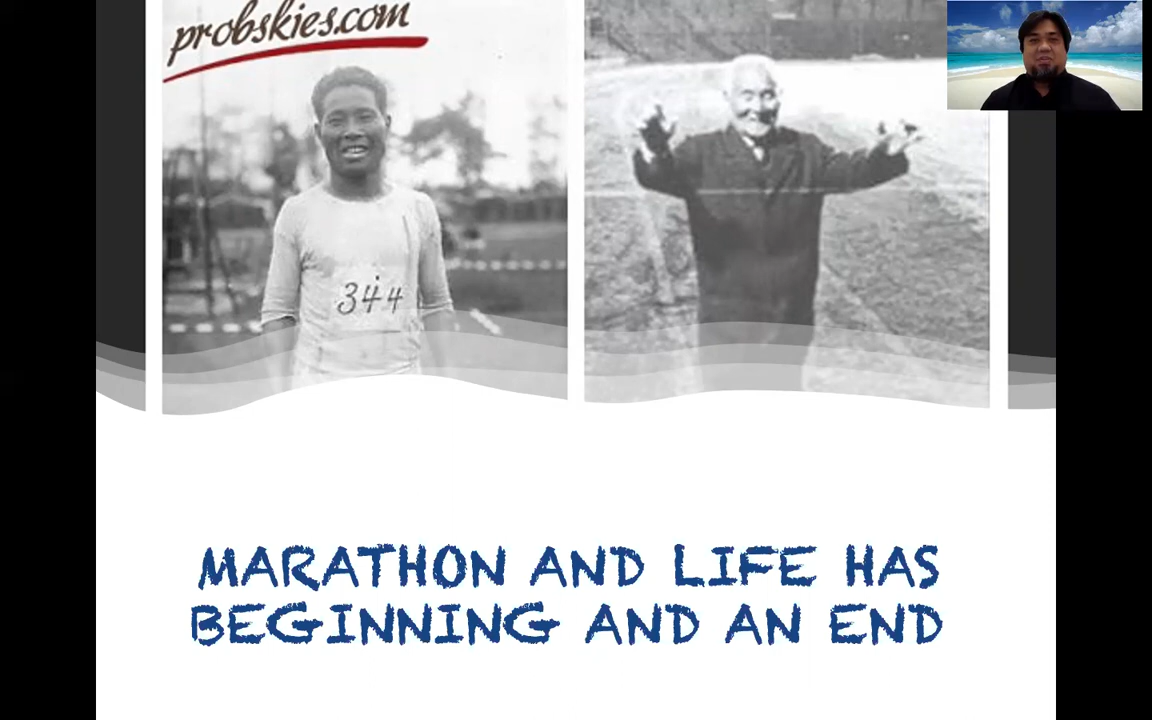 probskies.com
344
MARATHON AND LIFE HAS
BEGINNING AND AN END